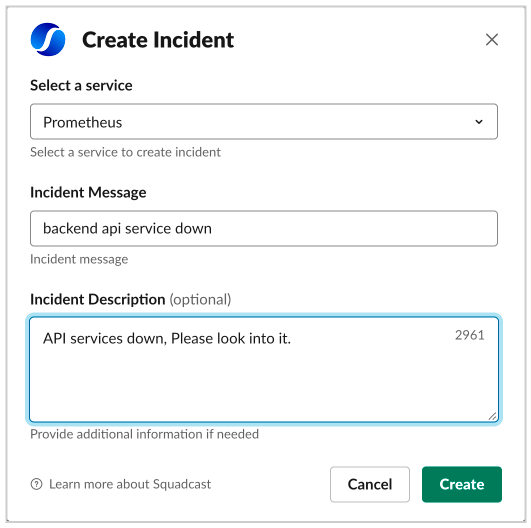 Create Incident
Select a service
Prometheus
Select a service to create incident
Incident Message
backend api service down
Incident message
Incident Description (optional)
API services down, Please look into it.
2961
Provide additional information if needed
Learn more about Squadcast
Cancel
Create